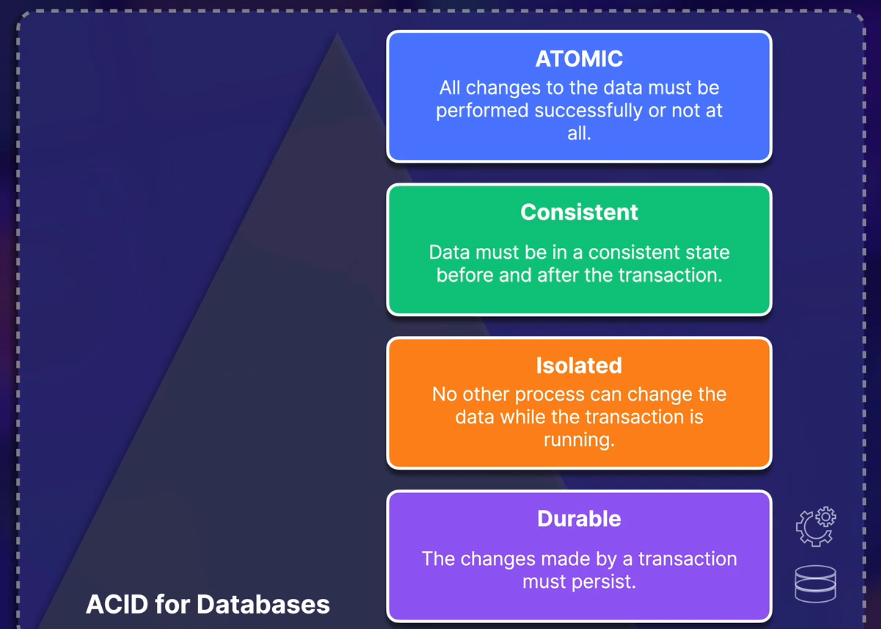 ATOMIC
All changes to the data must be
performed successfully or not at
all.
Consistent
Data must be in a consistent state
before and after the transaction.
Isolated
No other process can change the
data while the transaction is
running.
Durable
The changes made by a transaction
must persist.
ACID for Databases